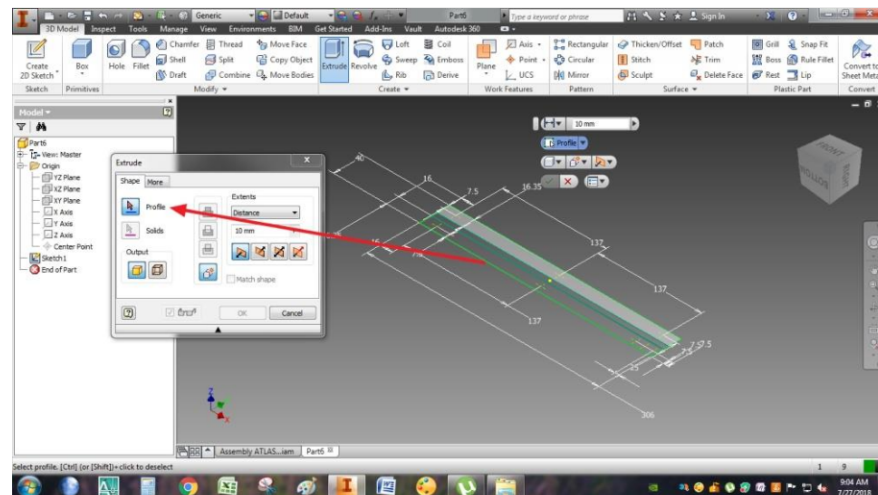 Generic
Default
Part6
Type a keyword or phrase
Sign In
3D Model Inspect Tools Manage View Environments BIM Get Started Add-Ins Vault Autodesk 360
Create
2D Sketch
Box
Hole
Fillet
Chamfer
Thread
Move Face
Shell
Split
Copy Object
Draft
Combine
Move Bodies
Extrude
Revolve
Loft
Coil
Sweep
Emboss
Rib
Derive
Plane
Axis
Point
UCS
Rectangular
Circular
Mirror
Thicken/Offset
Patch
Stitch
Trim
Sculpt
Delete Face
Grill
Snap Fit
Boss
Rule Fillet
Rest
Lip
Convert to
Sheet Meta
Sketch Primitives Modify Create Work Features Pattern Surface Plastic Part Convert
Model
Part6
View: Master
Origin
YZ Plane
XZ Plane
XY Plane
X Axis
Y Axis
Z Axis
Center Point
Sketch1
End of Part
Extrude
Shape More
Profile
Solids
Output
Extents
Distance
10 mm
Match shape
OK
Cancel
10 mm
Profile
FRONT
BOTTOM
40
16
7.5
16.35
16
137
137
137
25
7.5
7.5
306
Z
X
Assembly ATLAS...iam
Part6
Select profile, [Ctrl] (or [Shift])+click to deselect
1 9
9:04 AM
7/27/2018